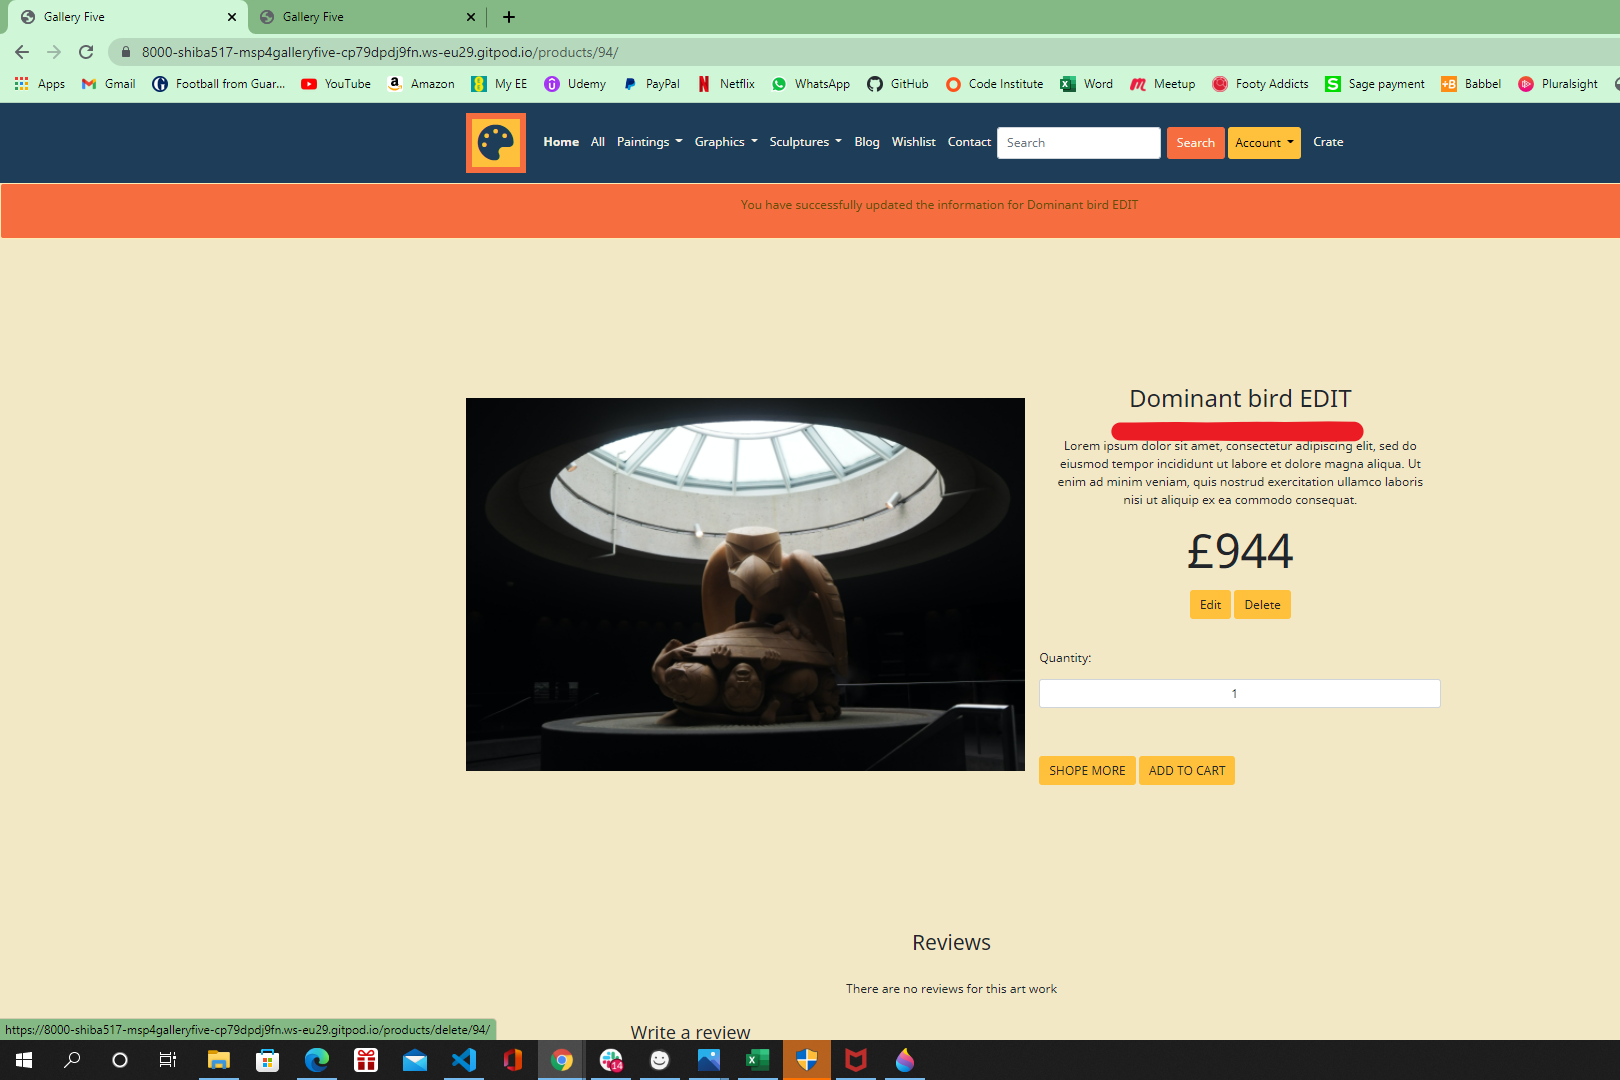 Gallery Five
Gallery Five
8000-shiba517-msp4galleryfive-cp79dpdj9fn.ws-eu29.gitpod.io/products/94/
Apps Gmail Football from Guar... YouTube Amazon My EE Udemy PayPal Netflix WhatsApp GitHub Code Institute Word Meetup Footy Addicts Sage payment Babbel Pluralsight
Home All Paintings Graphics Sculptures Blog Wishlist Contact Search Search Account Crate
You have successfully updated the information for Dominant bird EDIT
Dominant bird EDIT
Lorem ipsum dolor sit amet, consectetur adipiscing elit, sed do
eiusmod tempor incididunt ut labore et dolore magna aliqua. Ut
enim ad minim veniam, quis nostrud exercitation ullamco laboris
nisi ut aliquip ex ea commodo consequat.
£944
Edit Delete
Quantity:
1
SHOPE MORE ADD TO CART
Reviews
There are no reviews for this art work
Write a review
https://8000-shiba517-msp4galleryfive-cp79dpdj9fn.ws-eu29.gitpod.io/products/delete/94/
14